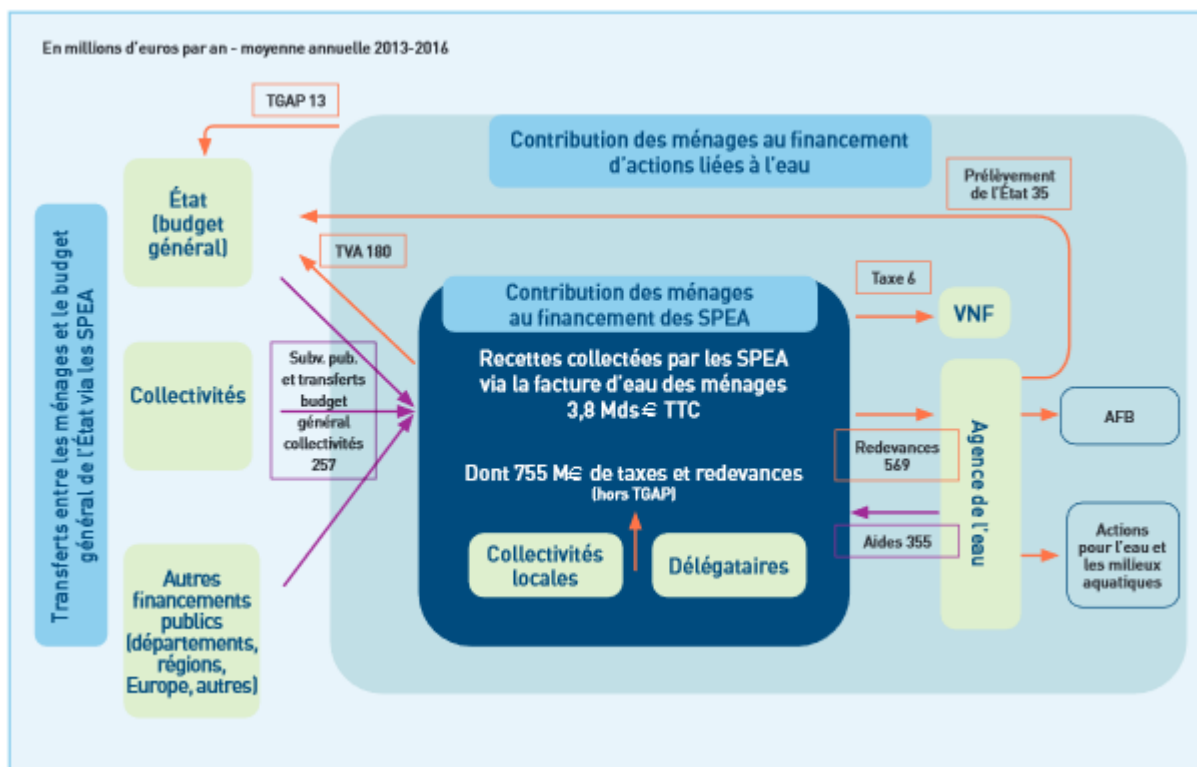 En millions d'euros par an - moyenne annuelle 2013-2016
TGAP 13
Contribution des ménages au financement
d'actions liées à l'eau
Prélèvement
de l'État 35
État
(budget
général)
TVA 180
Taxe 6
VNF
Contribution des ménages
au financement des SPEA
Transferts entre les ménages et le budget
général de l'État via les SPEA
Collectivités
Subv. pub.
et transferts
budget
général
collectivités
257
Recettes collectées par les SPEA
via la facture d'eau des ménages
3,8 Mds€ TTC
Dont 755 M€ de taxes et redevances
(hors TGAP)
Collectivités
locales
Délégataires
Redevances
569
Aides 355
Agence de l'eau
AFB
Actions
pour l'eau et
les milieux
aquatiques
Autres
financements
publics
(départements,
régions,
Europe, autres)